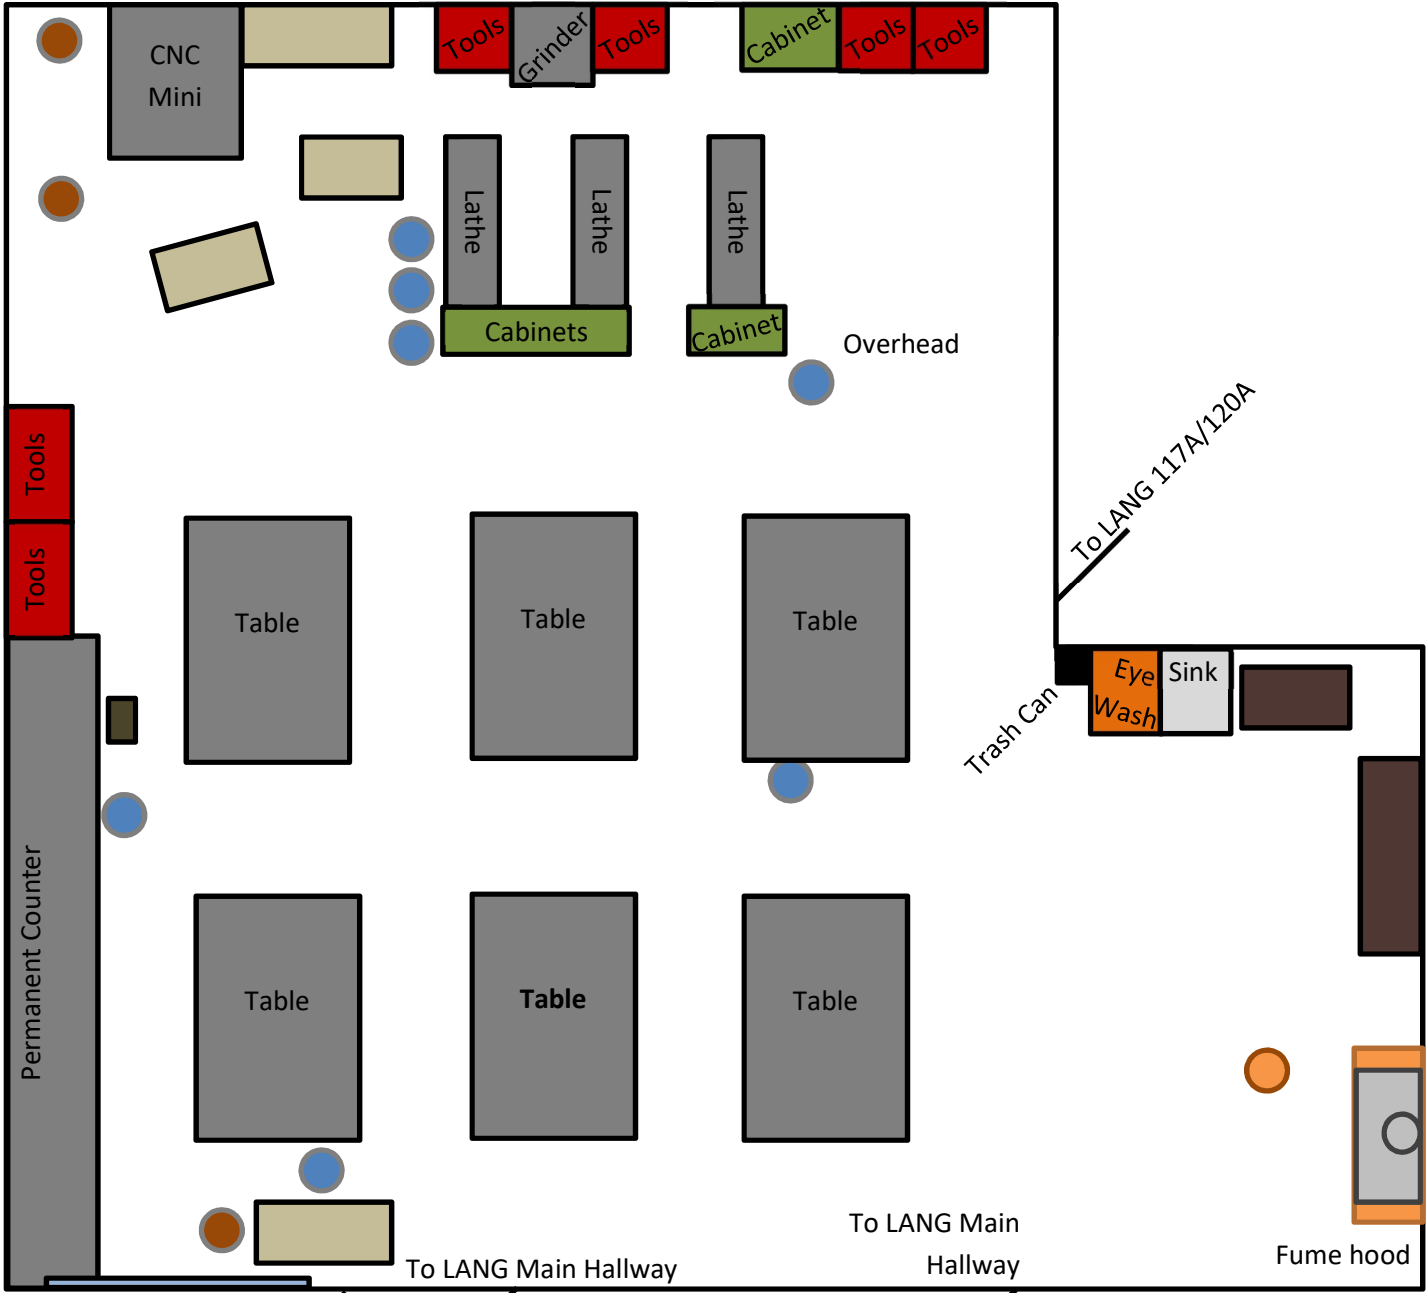 CNC
Mini
Tools
Grinder
Tools
Cabinet
Tools
Tools
Lathe
Lathe
Lathe
Cabinets
Cabinet
Overhead
Tools
Tools
To LANG 117A/120A
Table
Table
Table
Eye
Wash
Sink
Trash Can
Permanent Counter
Table
Table
Table
To LANG Main
Hallway
To LANG Main Hallway
Fume hood